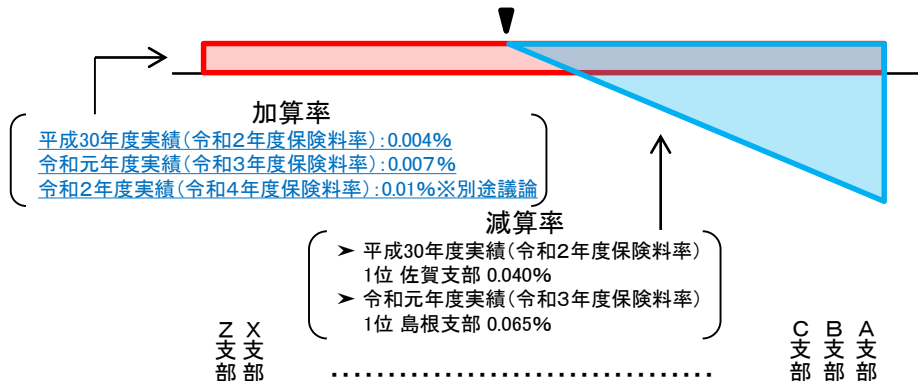 加算率
平成30年度実績(令和2年度保険料率):0.004%
令和元年度実績(令和3年度保険料率):0.007%
令和2年度実績(令和4年度保険料率):0.01%※別途議論
減算率
➤ 平成30年度実績(令和2年度保険料率)
1位 佐賀支部 0.040%
➤ 令和元年度実績(令和3年度保険料率)
1位 島根支部 0.065%
Z支部
X支部
C支部
B支部
A支部